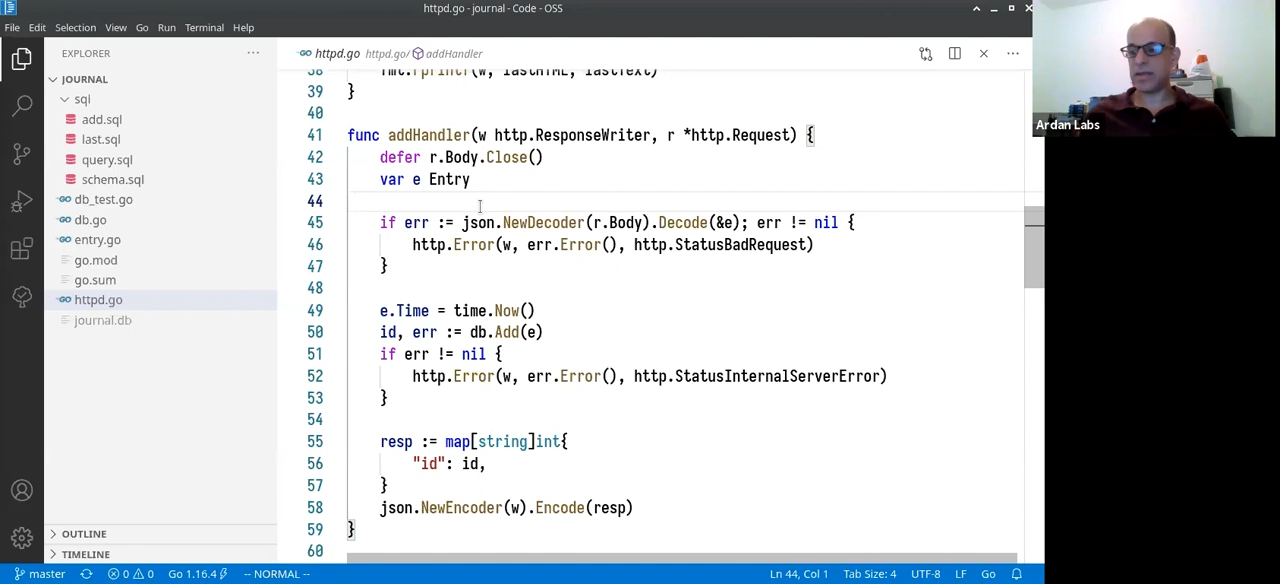 httpd.go - journal - Code - OSS
File Edit Selection View Go Run Terminal Help
EXPLORER
httpd.go httpd.go/ addHandler
JOURNAL
sql
add.sql
last.sql
query.sql
schema.sql
db_test.go
db.go
entry.go
go.mod
go.sum
httpd.go
journal.db
OUTLINE
TIMELINE
38 fmt.Fprintf(w, lastHTML, lastText)
39 }
40
41 func addHandler(w http.ResponseWriter, r *http.Request) {
42 defer r.Body.Close()
43 var e Entry
44
45 if err := json.NewDecoder(r.Body).Decode(&e); err != nil {
46 http.Error(w, err.Error(), http.StatusBadRequest)
47 }
48
49 e.Time = time.Now()
50 id, err := db.Add(e)
51 if err != nil {
52 http.Error(w, err.Error(), http.StatusInternalServerError)
53 }
54
55 resp := map[string]int{
56 "id": id,
57 }
58 json.NewEncoder(w).Encode(resp)
59 }
60
Ardan Labs
master 0 0 Go 1.16.4 -- NORMAL -- Ln 44, Col 1 Tab Size: 4 UTF-8 LF Go